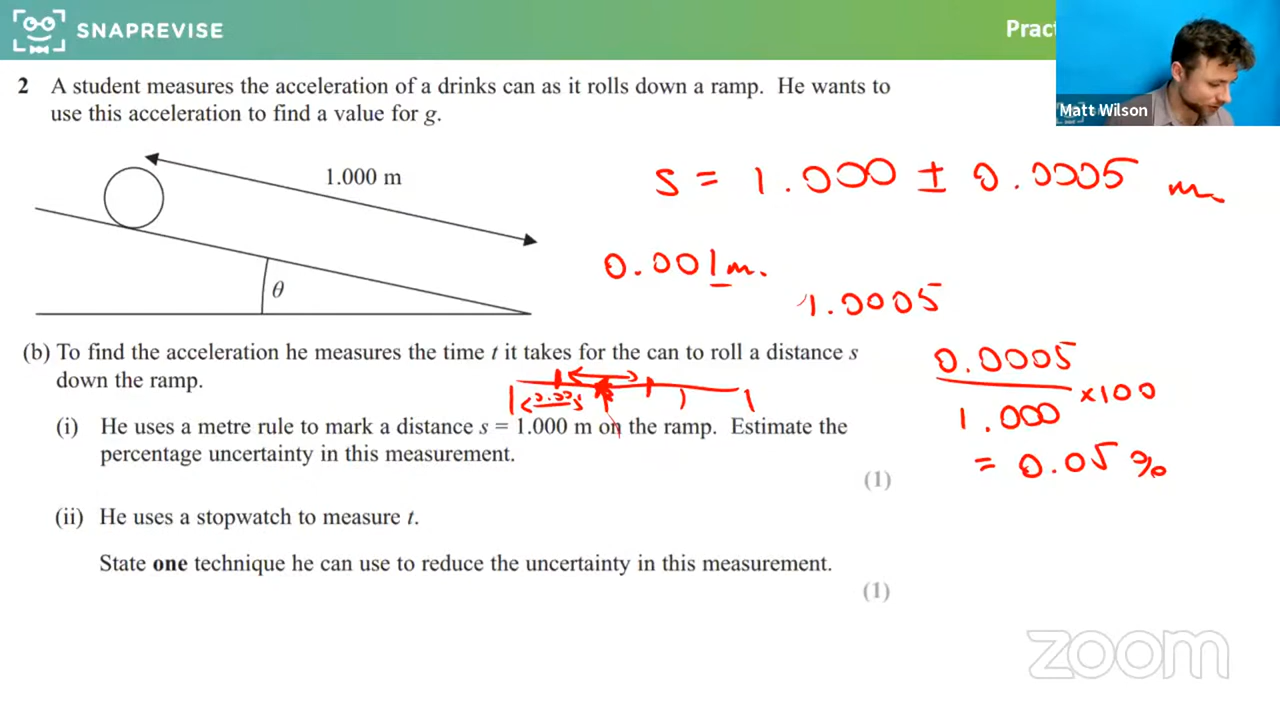 SNAPREVISE
Pract
Matt Wilson
2 A student measures the acceleration of a drinks can as it rolls down a ramp. He wants to
use this acceleration to find a value for g.
1.000 m
s = 1.000 ± 0.0005 m
0.001m.
1.0005
θ
(b) To find the acceleration he measures the time t it takes for the can to roll a distance s
down the ramp.
0.0005
1.000 ×100
= 0.05 %
(i) He uses a metre rule to mark a distance s = 1.000 m on the ramp. Estimate the
percentage uncertainty in this measurement.
(1)
(ii) He uses a stopwatch to measure t.
State one technique he can use to reduce the uncertainty in this measurement.
(1)
zoom